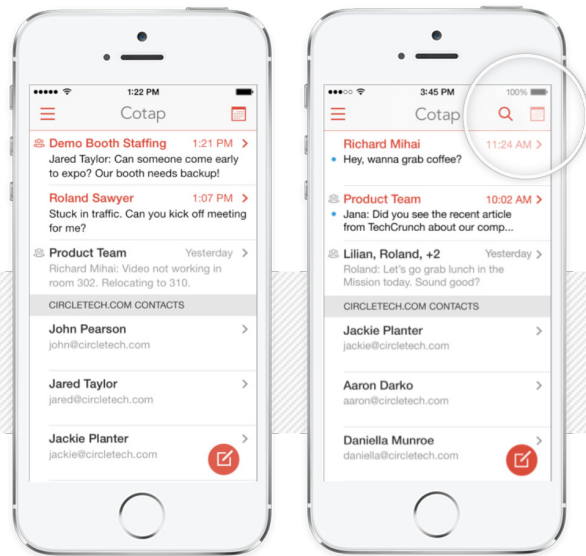 1:22 PM
Cotap
Demo Booth Staffing 1:21 PM
Jared Taylor: Can someone come early
to expo? Our booth needs backup!
Roland Sawyer 1:07 PM
Stuck in traffic. Can you kick off meeting
for me?
Product Team Yesterday
Richard Mihai: Video not working in
room 302. Relocating to 310.
CIRCLETECH.COM CONTACTS
John Pearson
john@circletech.com
Jared Taylor
jared@circletech.com
Jackie Planter
jackie@circletech.com
3:45 PM 100%
Cotap
Richard Mihai 11:24 AM
Hey, wanna grab coffee?
Product Team 10:02 AM
Jana: Did you see the recent article
from TechCrunch about our comp...
Lilian, Roland, +2 Yesterday
Roland: Let's go grab lunch in the
Mission today. Sound good?
CIRCLETECH.COM CONTACTS
Jackie Planter
jackie@circletech.com
Aaron Darko
aaron@circletech.com
Daniella Munroe
daniella@circletech.com